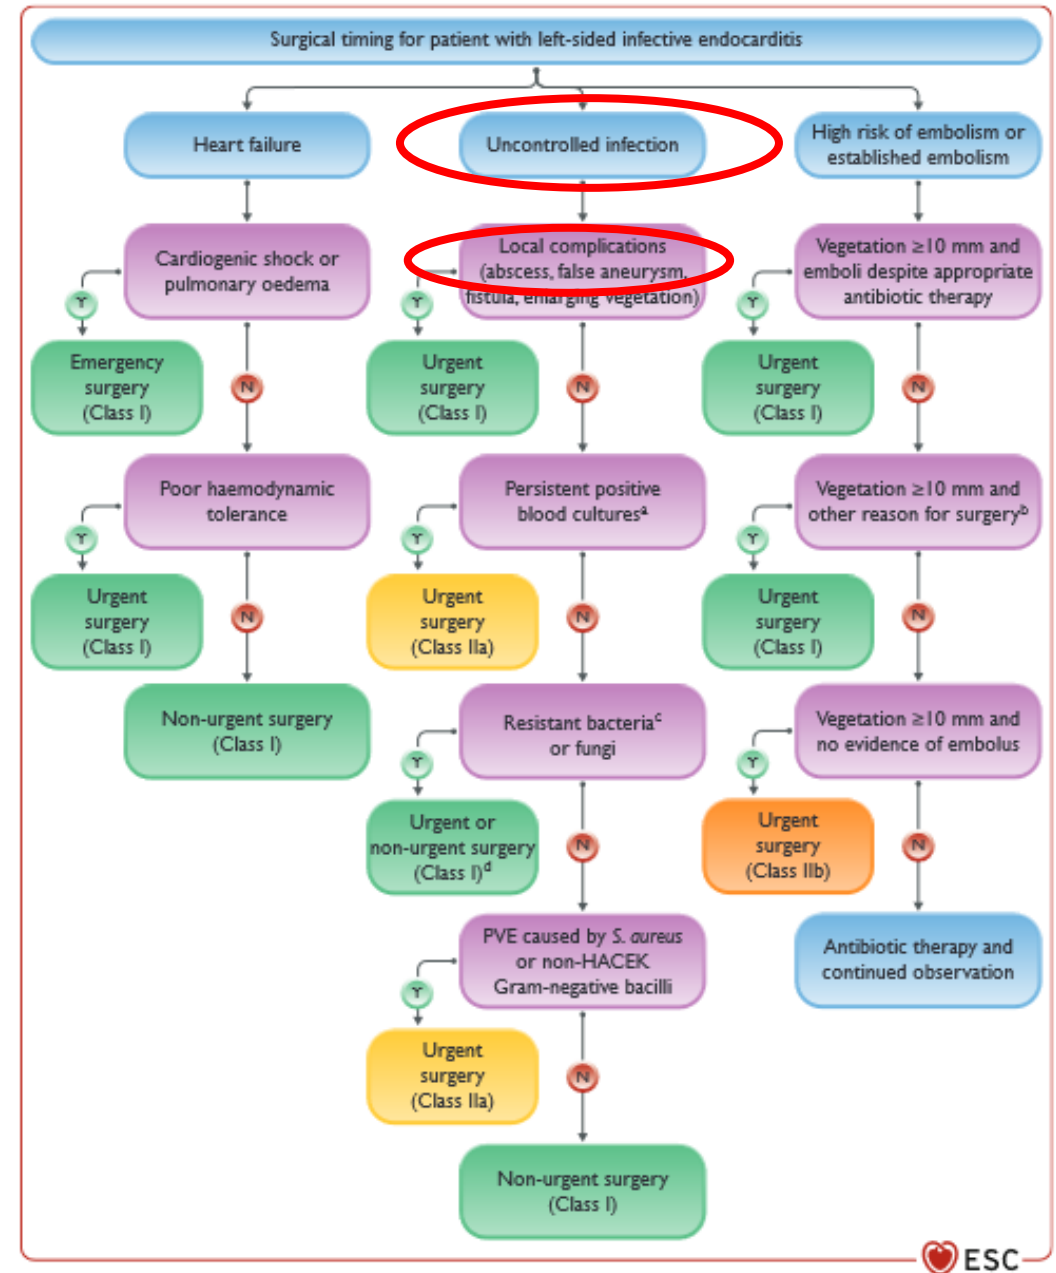 Surgical timing for patient with left-sided infective endocarditis
Heart failure
Uncontrolled infection
High risk of embolism or
established embolism
Cardiogenic shock or
pulmonary oedema
Local complications
(abscess, false aneurysm,
fistula, enlarging vegetation)
Vegetation ≥10 mm and
emboli despite appropriate
antibiotic therapy
Y
Y
Y
Emergency
surgery
(Class I)
N
Urgent
surgery
(Class I)
N
Urgent
surgery
(Class I)
N
Poor haemodynamic
tolerance
Persistent positive
blood culturesᵃ
Vegetation ≥10 mm and
other reason for surgeryᵇ
Y
Y
Y
Urgent
surgery
(Class I)
N
Urgent
surgery
(Class IIa)
N
Urgent
surgery
(Class I)
N
Non-urgent surgery
(Class I)
Resistant bacteriaᶜ
or fungi
Vegetation ≥10 mm and
no evidence of embolus
Y
Y
Urgent or
non-urgent surgery
(Class I)ᵈ
N
Urgent
surgery
(Class IIb)
N
PVE caused by S. aureus
or non-HACEK
Gram-negative bacilli
Antibiotic therapy and
continued observation
Y
Urgent
surgery
(Class IIa)
N
Non-urgent surgery
(Class I)
ESC